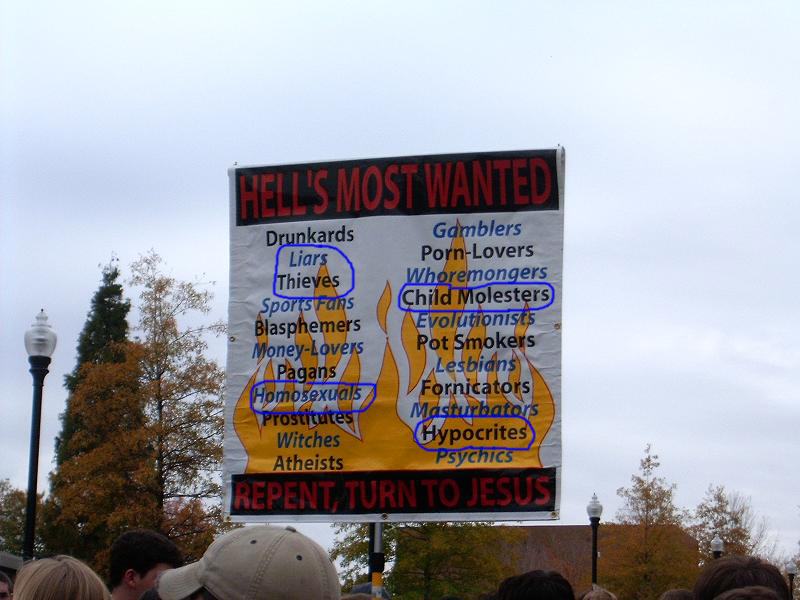 HELL'S MOST WANTED
Drunkards
Liars
Thieves
Sports Fans
Blasphemers
Money-Lovers
Pagans
Homosexuals
Prostitutes
Witches
Atheists
Gamblers
Porn-Lovers
Whoremongers
Child Molesters
Evolutionists
Pot Smokers
Lesbians
Fornicators
Masturbators
Hypocrites
Psychics
REPENT, TURN TO JESUS